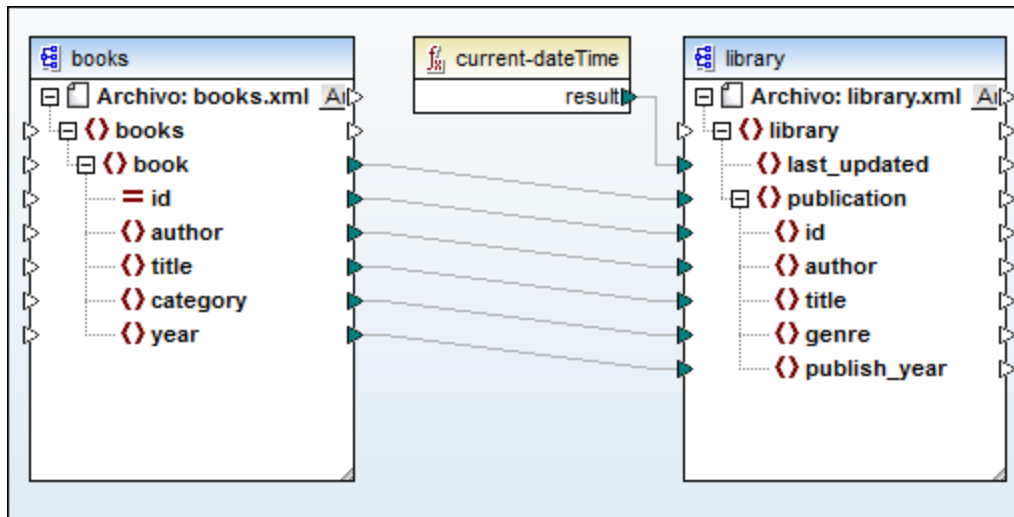 books
Archivo: books.xml
books
book
id
author
title
category
year
current-dateTime
result
library
Archivo: library.xml
library
last_updated
publication
id
author
title
genre
publish_year